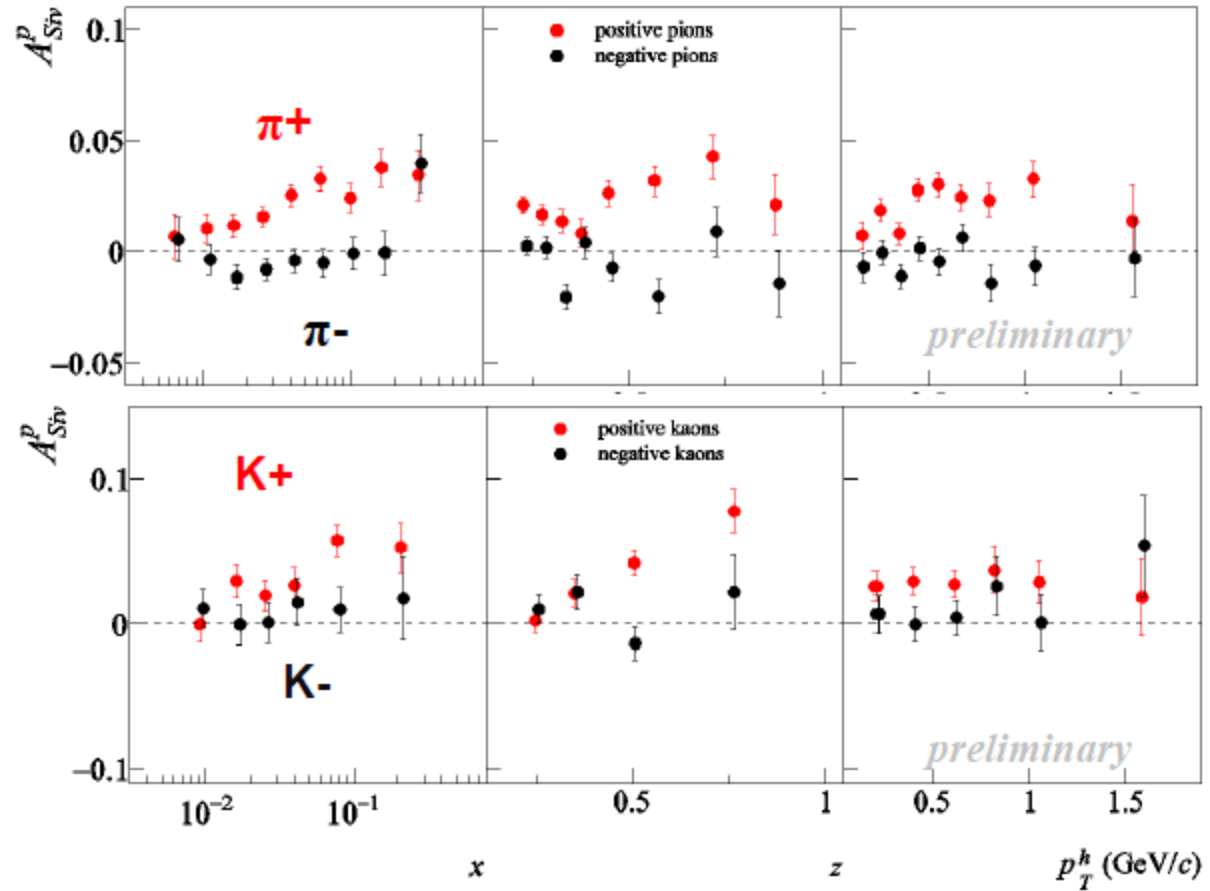 A^p_Siv
0.1
0.05
0
−0.05
π+
π-
positive pions
negative pions
preliminary
A^p_Siv
0.1
0
−0.1
K+
K-
positive kaons
negative kaons
preliminary
10^−2 10^−1
0.5 1
0.5 1 1.5
x
z
p_T^h (GeV/c)